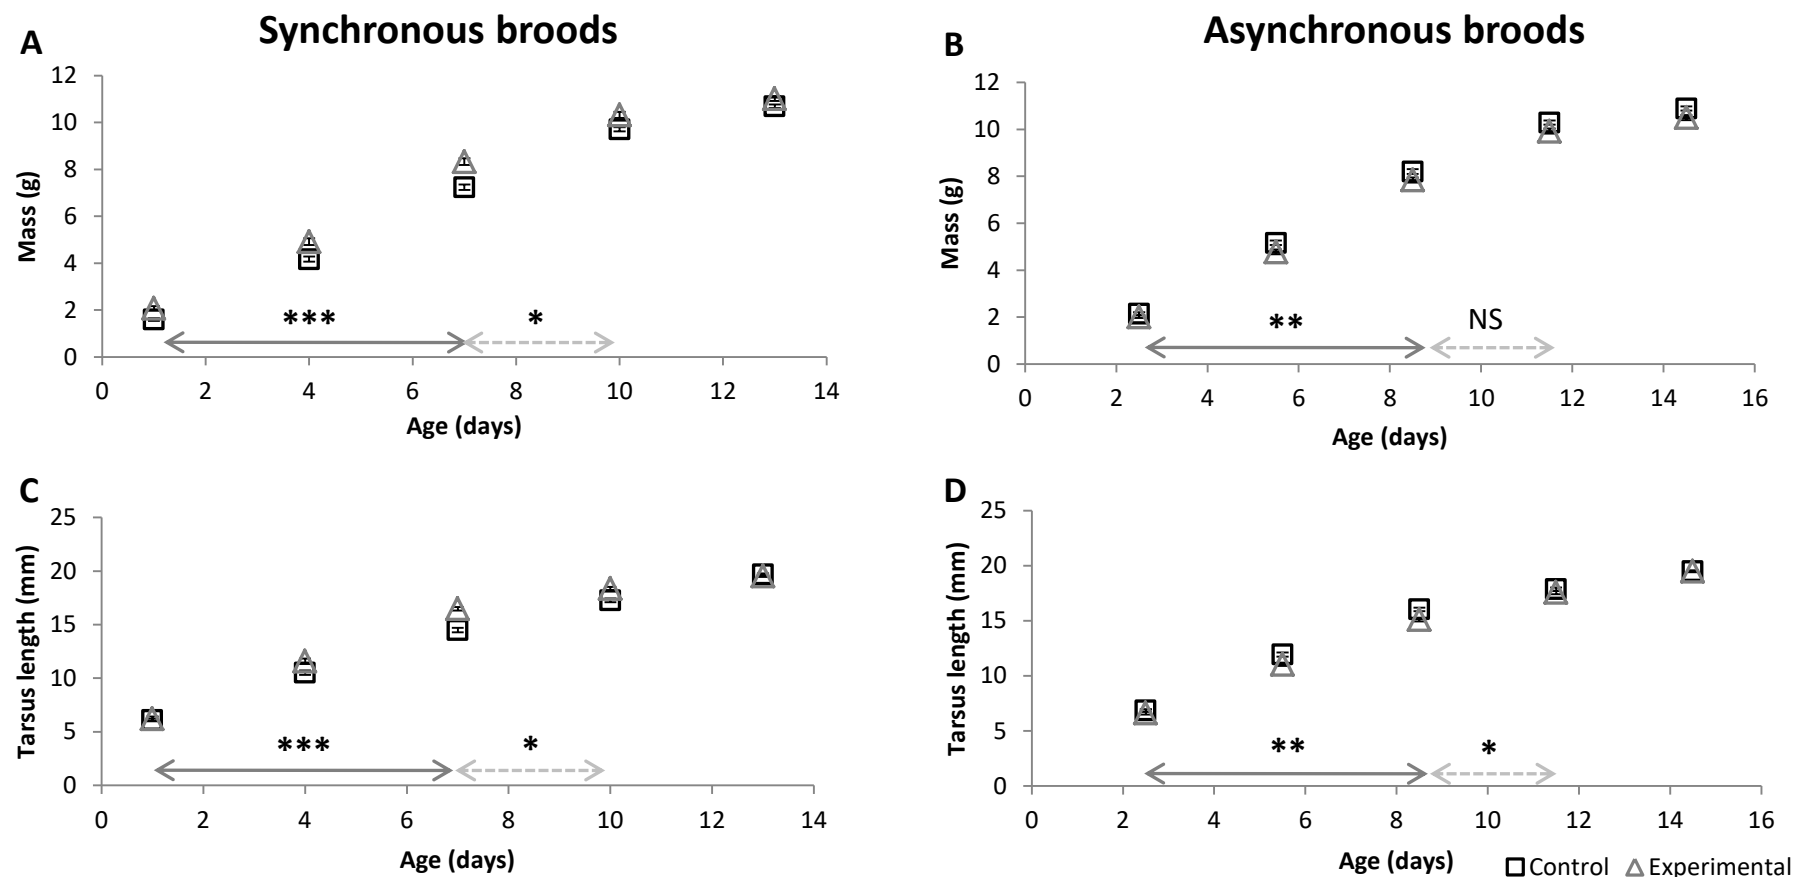 Synchronous broods
Asynchronous broods
A
12
10
8
6
4
2
0
Mass (g)
***
*
0 2 4 6 8 10 12 14
Age (days)
B
12
10
8
6
4
2
0
Mass (g)
**
NS
0 2 4 6 8 10 12 14 16
Age (days)
C
25
20
15
10
5
0
Tarsus length (mm)
***
*
0 2 4 6 8 10 12 14
Age (days)
D
25
20
15
10
5
0
Tarsus length (mm)
**
*
0 2 4 6 8 10 12 14 16
Age (days)
Control Experimental